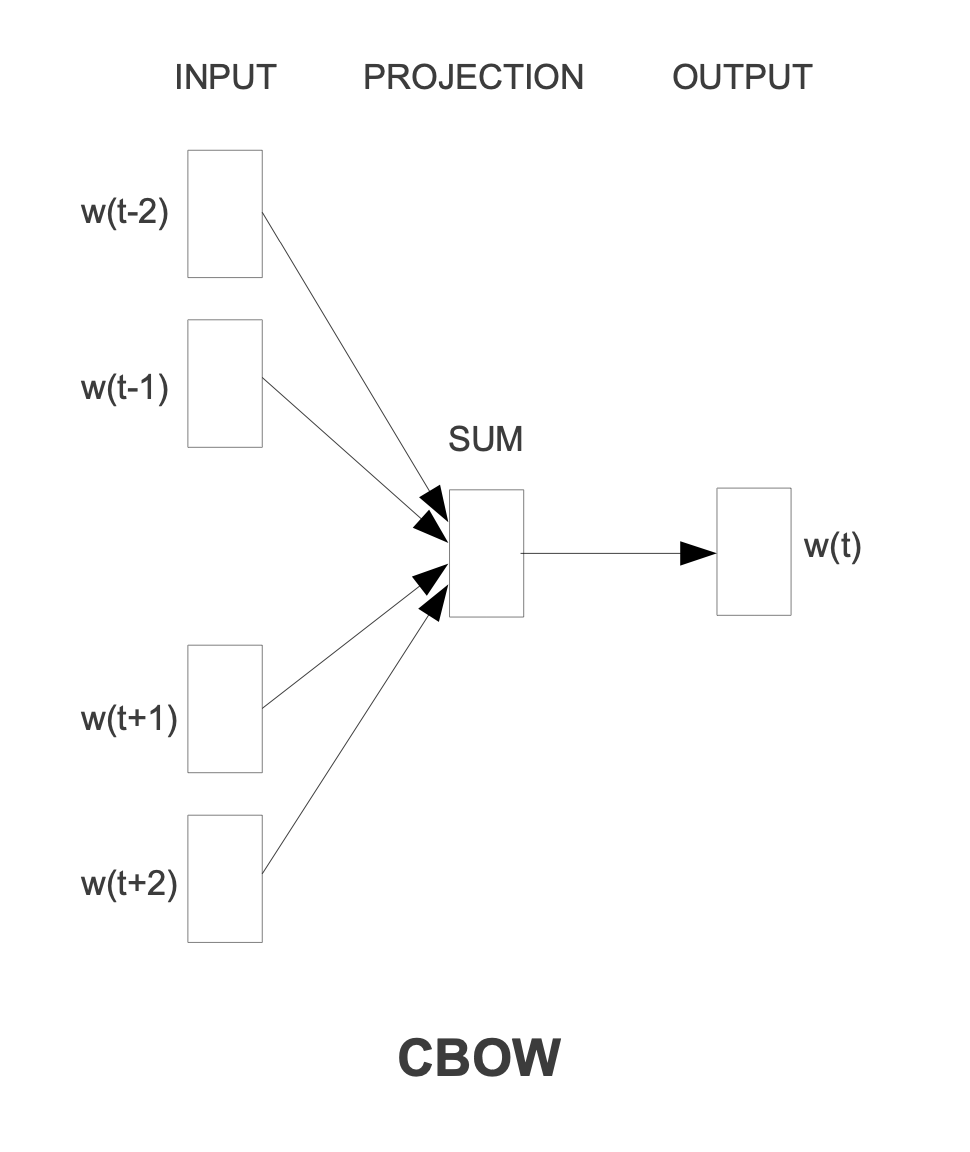 INPUT PROJECTION OUTPUT
w(t-2)
w(t-1)
SUM
w(t)
w(t+1)
w(t+2)
CBOW